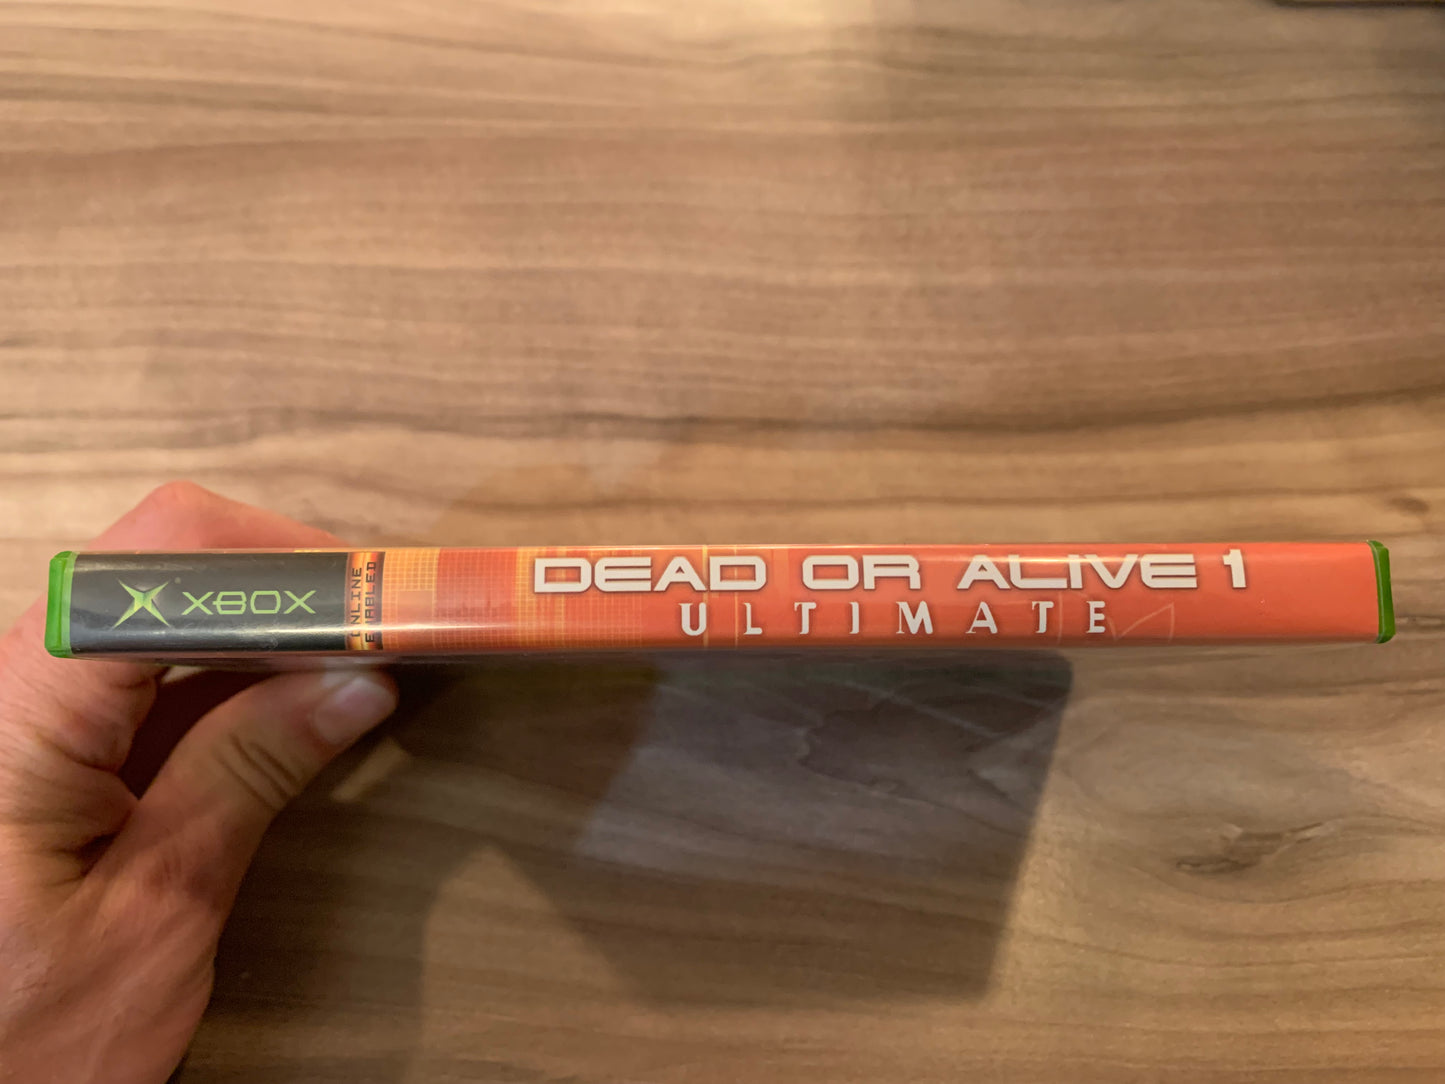 XBOX
ONLINE
ENABLED
DEAD OR ALIVE 1
ULTIMATE